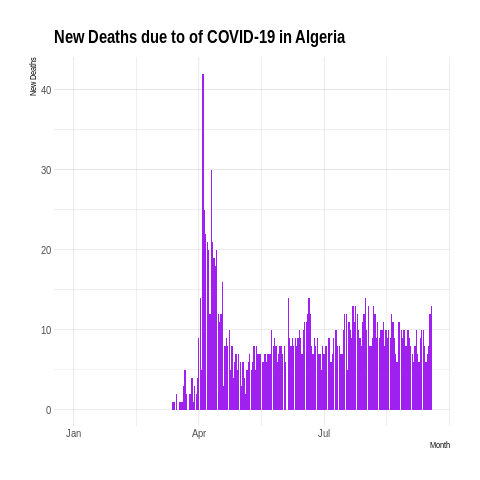 New Deaths due to of COVID-19 in Algeria
New Deaths
40
30
20
10
0
Jan
Apr
Jul
Month